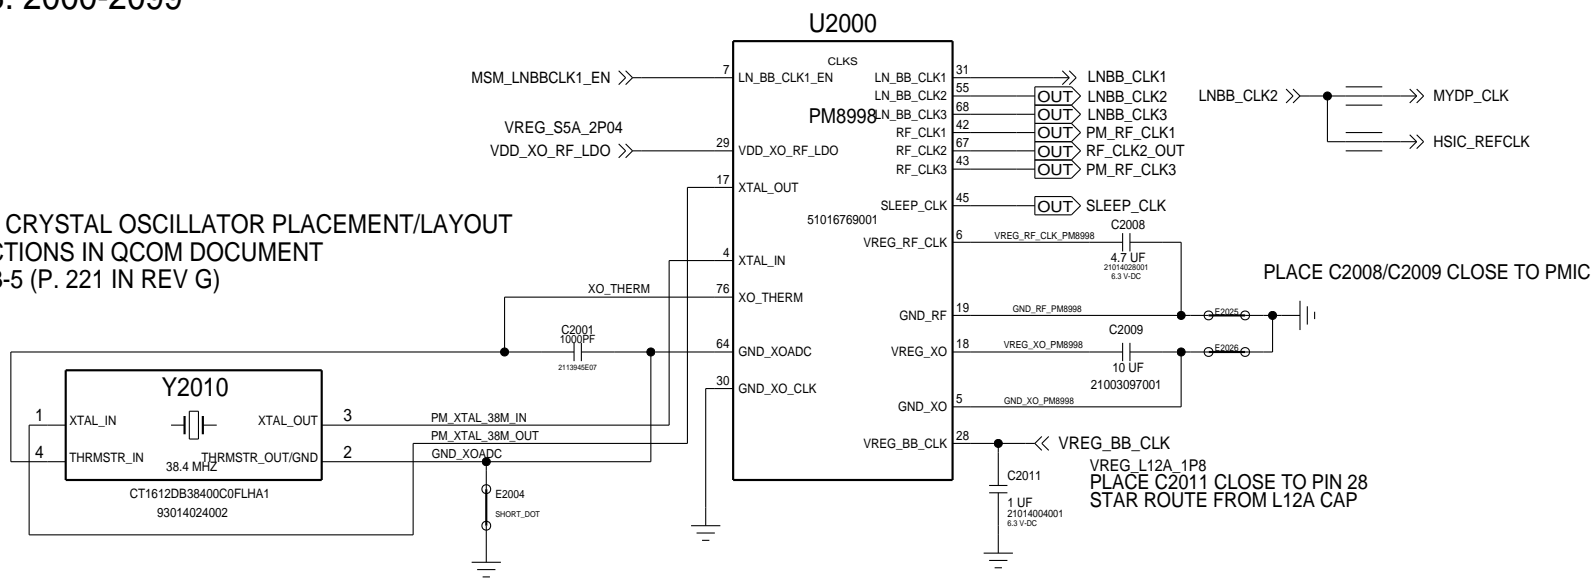 : 2000-2099
U2000
CLKS
PM8998
51016769001
MSM_LNBBCLK1_EN
7
LN_BB_CLK1_EN
VREG_S5A_2P04
VDD_XO_RF_LDO
29
VDD_XO_RF_LDO
17
XTAL_OUT
4
XTAL_IN
XO_THERM
76
XO_THERM
64
GND_XOADC
30
GND_XO_CLK
LN_BB_CLK1
31
LNBB_CLK1
LN_BB_CLK2
55
OUT
LNBB_CLK2
LN_BB_CLK3
68
OUT
LNBB_CLK3
RF_CLK1
42
OUT
PM_RF_CLK1
RF_CLK2
67
OUT
RF_CLK2_OUT
RF_CLK3
43
OUT
PM_RF_CLK3
SLEEP_CLK
45
OUT
SLEEP_CLK
VREG_RF_CLK
6
VREG_RF_CLK_PM8998
C2008
4.7 UF
21014028001
6.3 V-DC
GND_RF
19
GND_RF_PM8998
E2025
VREG_XO
18
VREG_XO_PM8998
C2009
10 UF
21003097001
E2026
GND_XO
5
GND_XO_PM8998
VREG_BB_CLK
28
VREG_BB_CLK
VREG_L12A_1P8
PLACE C2011 CLOSE TO PIN 28
STAR ROUTE FROM L12A CAP
C2011
1 UF
21014004001
6.3 V-DC
LNBB_CLK2
MYDP_CLK
HSIC_REFCLK
PLACE C2008/C2009 CLOSE TO PMIC
CRYSTAL OSCILLATOR PLACEMENT/LAYOUT
CTIONS IN QCOM DOCUMENT
-5 (P. 221 IN REV G)
C2001
1000PF
2113945E07
Y2010
1
XTAL_IN
XTAL_OUT
3
PM_XTAL_38M_IN
PM_XTAL_38M_OUT
4
THRMSTR_IN
THRMSTR_OUT/GND
2
GND_XOADC
38.4 MHZ
CT1612DB38400C0FLHA1
93014024002
E2004
SHORT_DOT